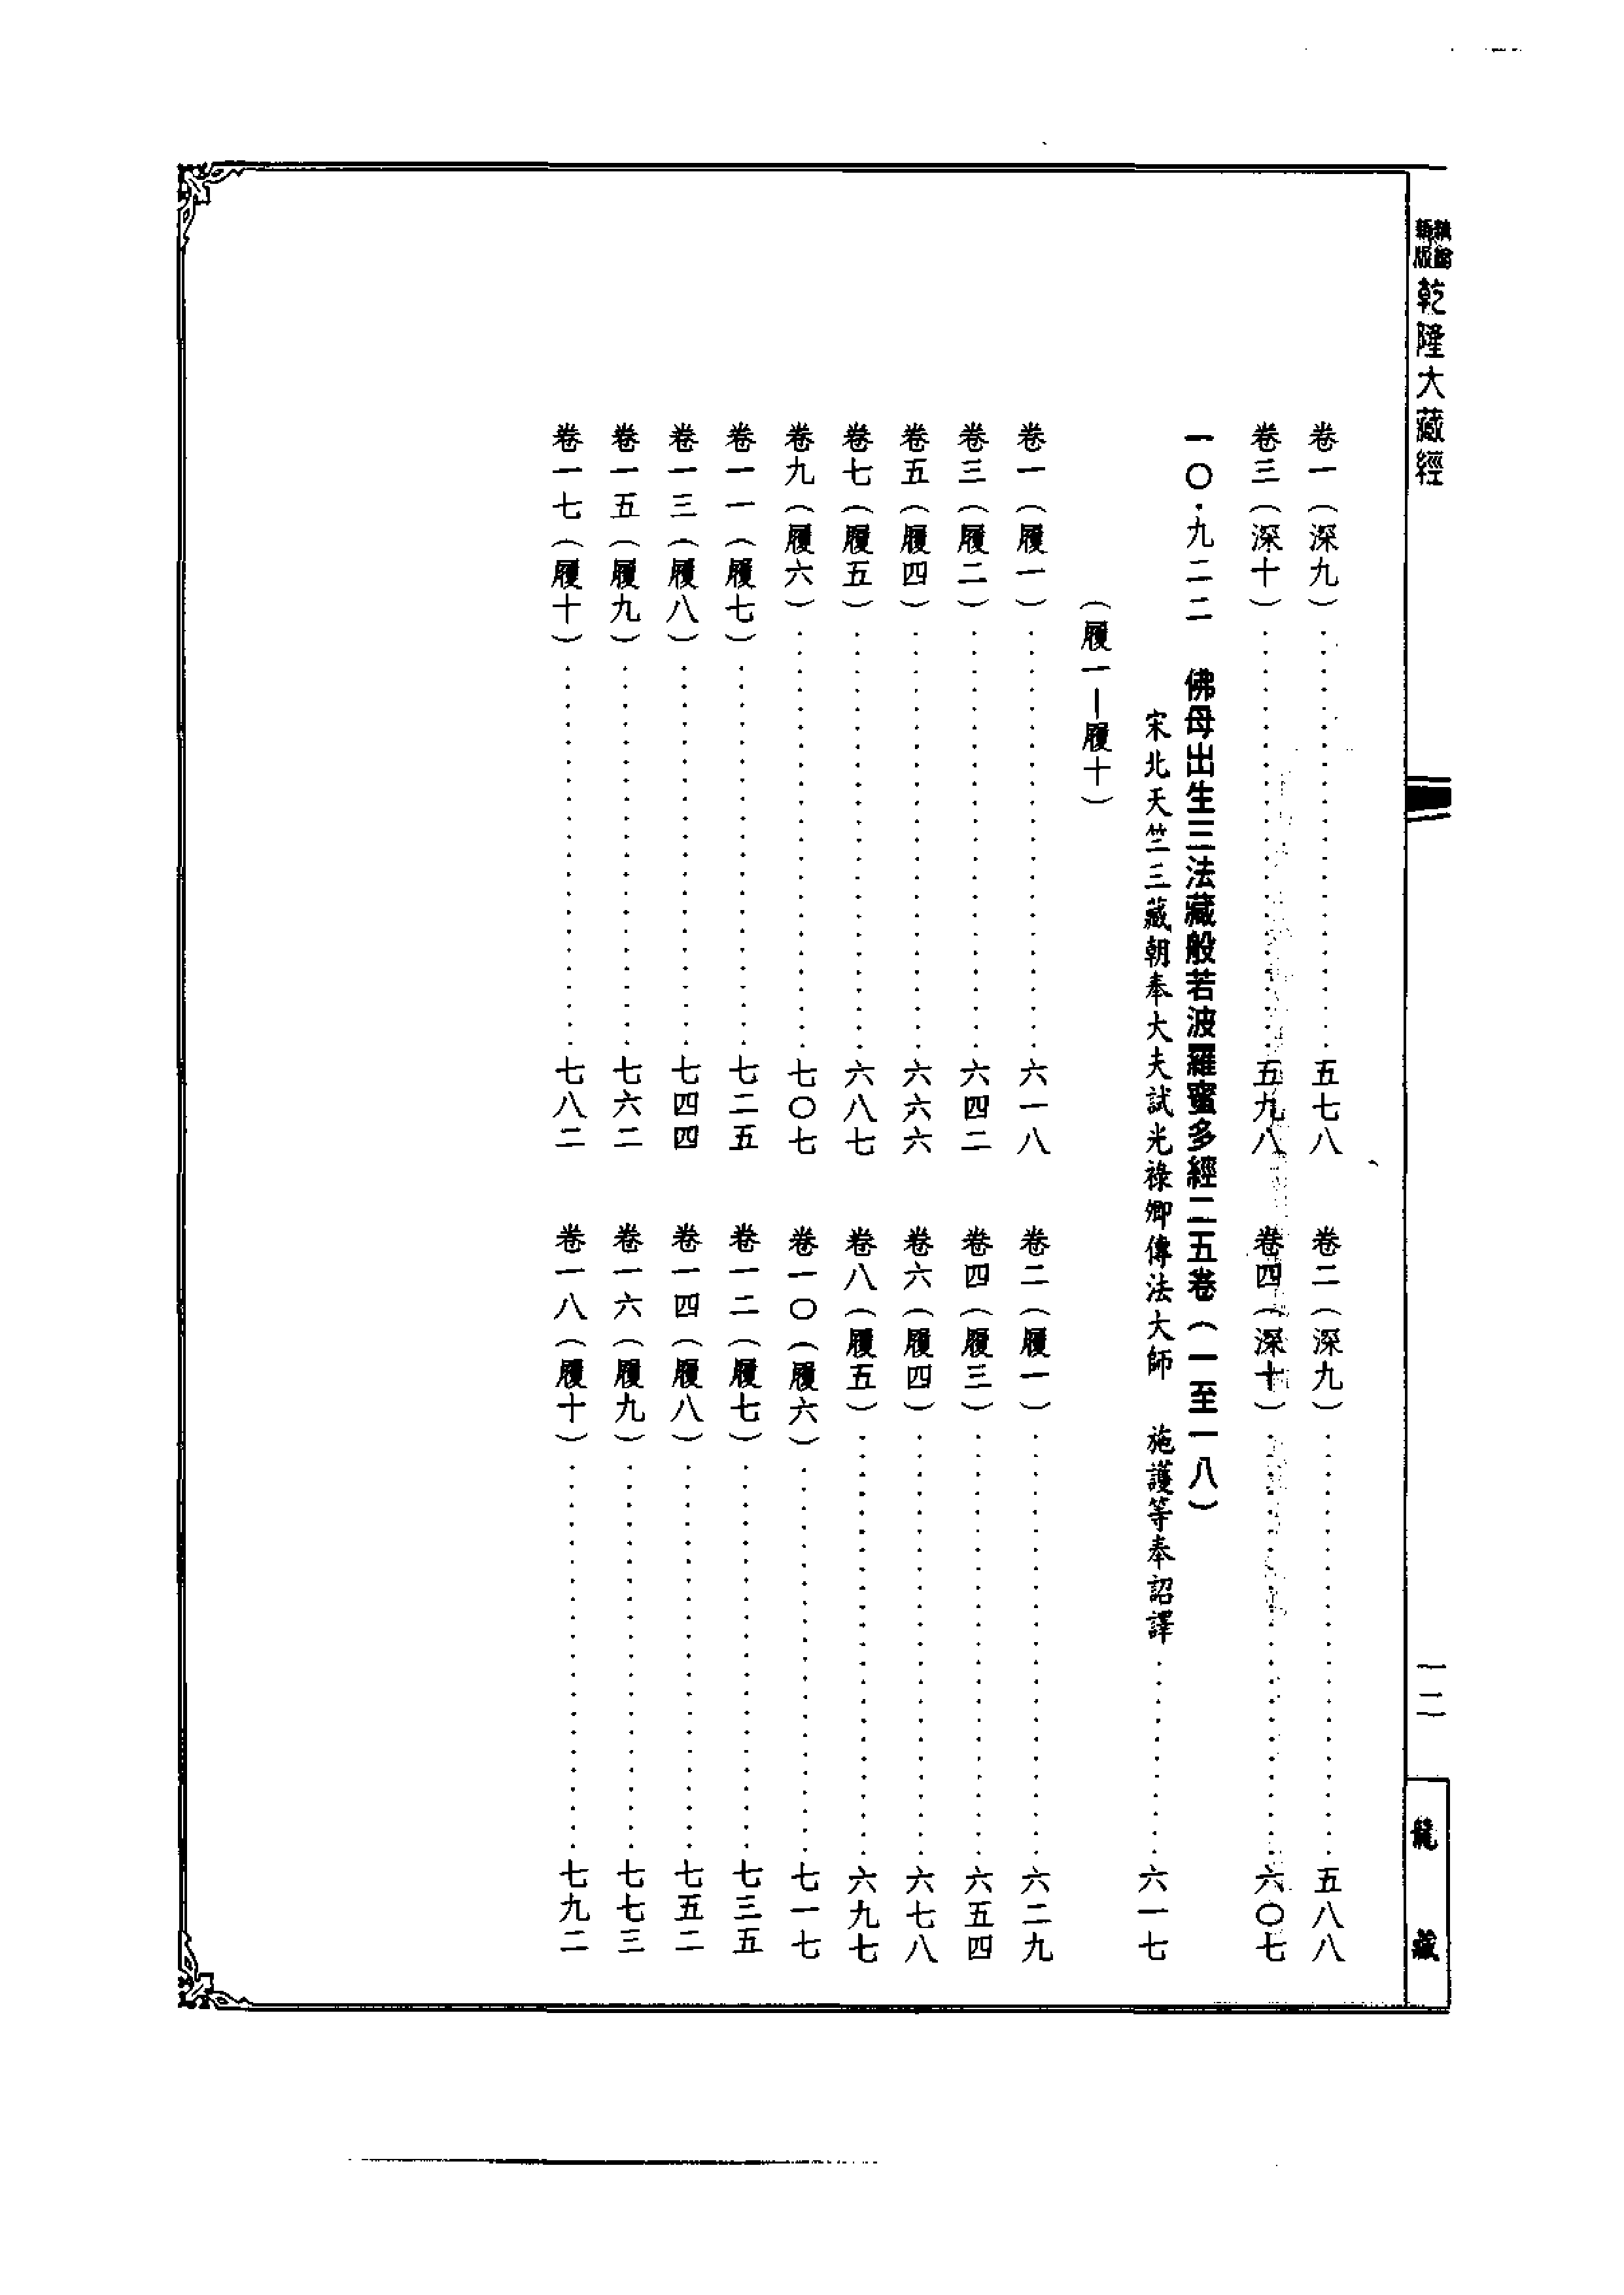 新版
精繪
乾隆大藏經
一二
龍藏
卷一（深九）……五七八 卷二（深九）……五八八
卷三（深十）……五九八 卷四（深十）……六〇七
一〇·九二二 佛母出生三法藏般若波羅蜜多經二五卷（一至一八）
宋北天竺三藏朝奉大夫試光祿卿傳法大師 施護等奉詔譯……六一七
（履一—履十）
卷一（履一）……六一八 卷二（履一）……六二九
卷三（履二）……六四二 卷四（履三）……六五四
卷五（履四）……六六六 卷六（履四）……六七八
卷七（履五）……六八七 卷八（履五）……六九七
卷九（履六）……七〇七 卷一〇（履六）……七一七
卷一一（履七）……七二五 卷一二（履七）……七三五
卷一三（履八）……七四四 卷一四（履八）……七五二
卷一五（履九）……七六二 卷一六（履九）……七七三
卷一七（履十）……七八二 卷一八（履十）……七九二